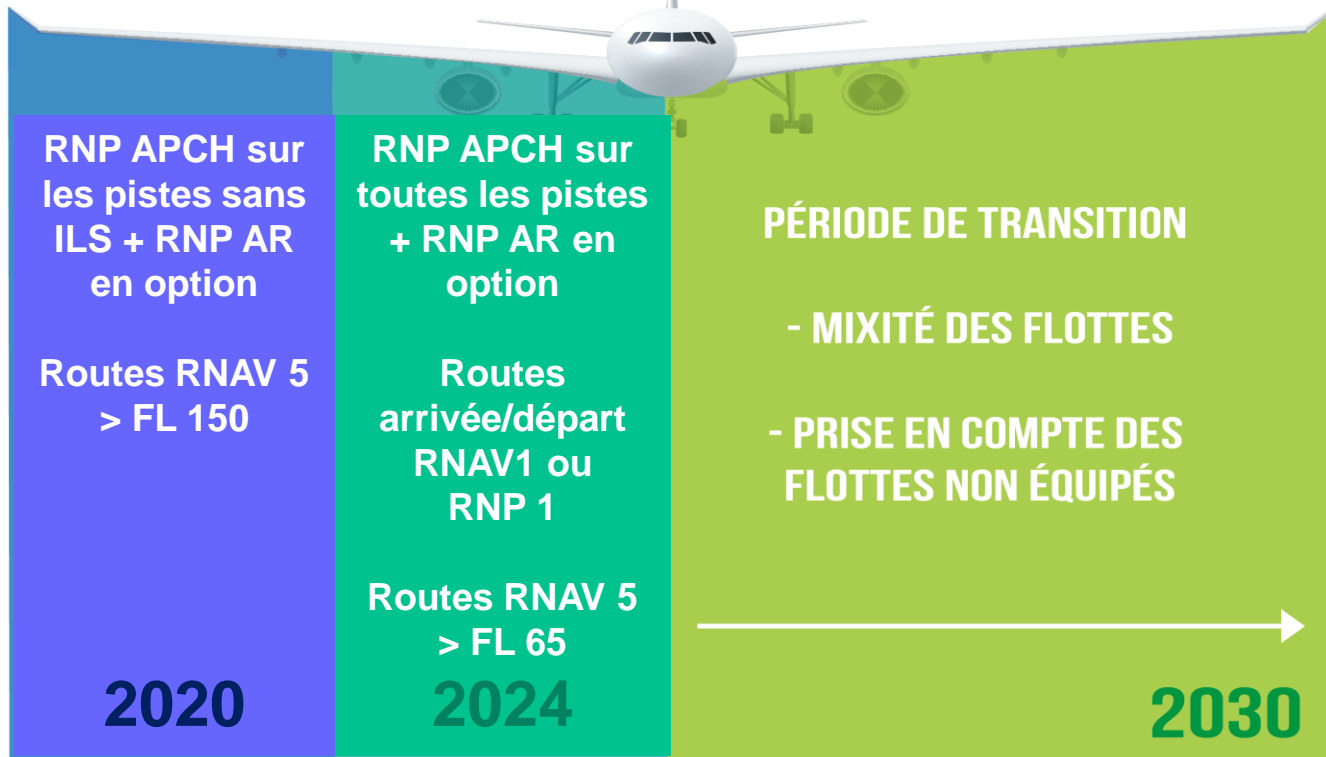 RNP APCH sur
les pistes sans
ILS + RNP AR
en option
Routes RNAV 5
> FL 150
2020
RNP APCH sur
toutes les pistes
+ RNP AR en
option
Routes
arrivée/départ
RNAV1 ou
RNP 1
Routes RNAV 5
> FL 65
2024
PÉRIODE DE TRANSITION
- MIXITÉ DES FLOTTES
- PRISE EN COMPTE DES
FLOTTES NON ÉQUIPÉS
2030